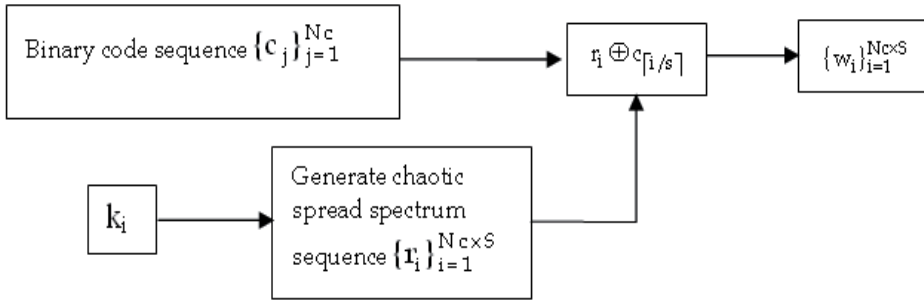 Binary code sequence {c_j}_{j=1}^{Nc}
r_i ⊕ c_{⌈i/s⌉}
{w_i}_{i=1}^{Nc×S}
k_i
Generate chaotic
spread spectrum
sequence {r_i}_{i=1}^{Nc×S}